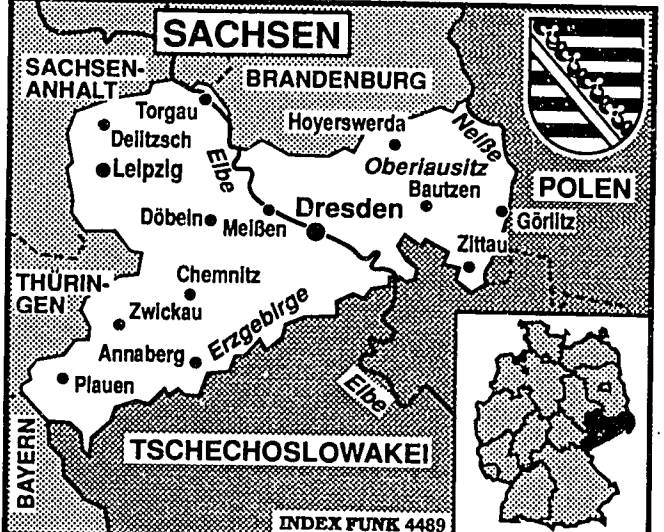 SACHSEN
SACHSEN-
ANHALT
BRANDENBURG
Torgau
Hoyerswerda
Neiße
Delitzsch
Elbe
Leipzig
Oberlausitz
Bautzen
POLEN
Döbeln
Meißen
Dresden
Görlitz
Zittau
THÜRIN-
GEN
Chemnitz
Zwickau
Erzgebirge
Annaberg
Plauen
Elbe
BAYERN
TSCHECHOSLOWAKEI
INDEX FUNK 4489